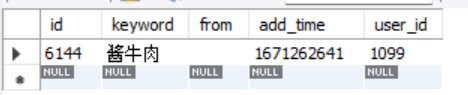 id keyword from add_time user_id
6144 酱牛肉 1671262641 1099
NULL NULL NULL NULL NULL